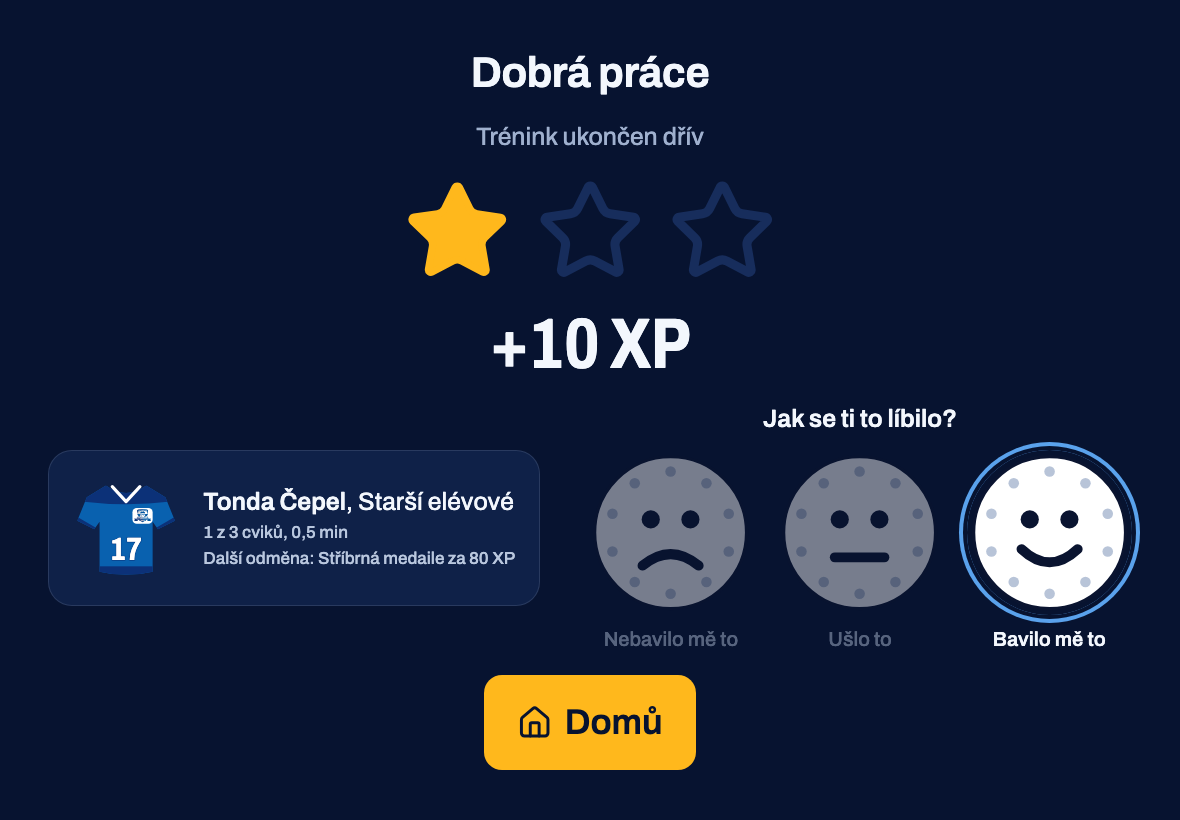 Dobrá práce
Trénink ukončen dřív
+10 XP
Jak se ti to líbilo?
17
Tonda Čepel, Starší elévové
1 z 3 cviků, 0,5 min
Další odměna: Stříbrná medaile za 80 XP
Nebavilo mě to
Ušlo to
Bavilo mě to
Domů